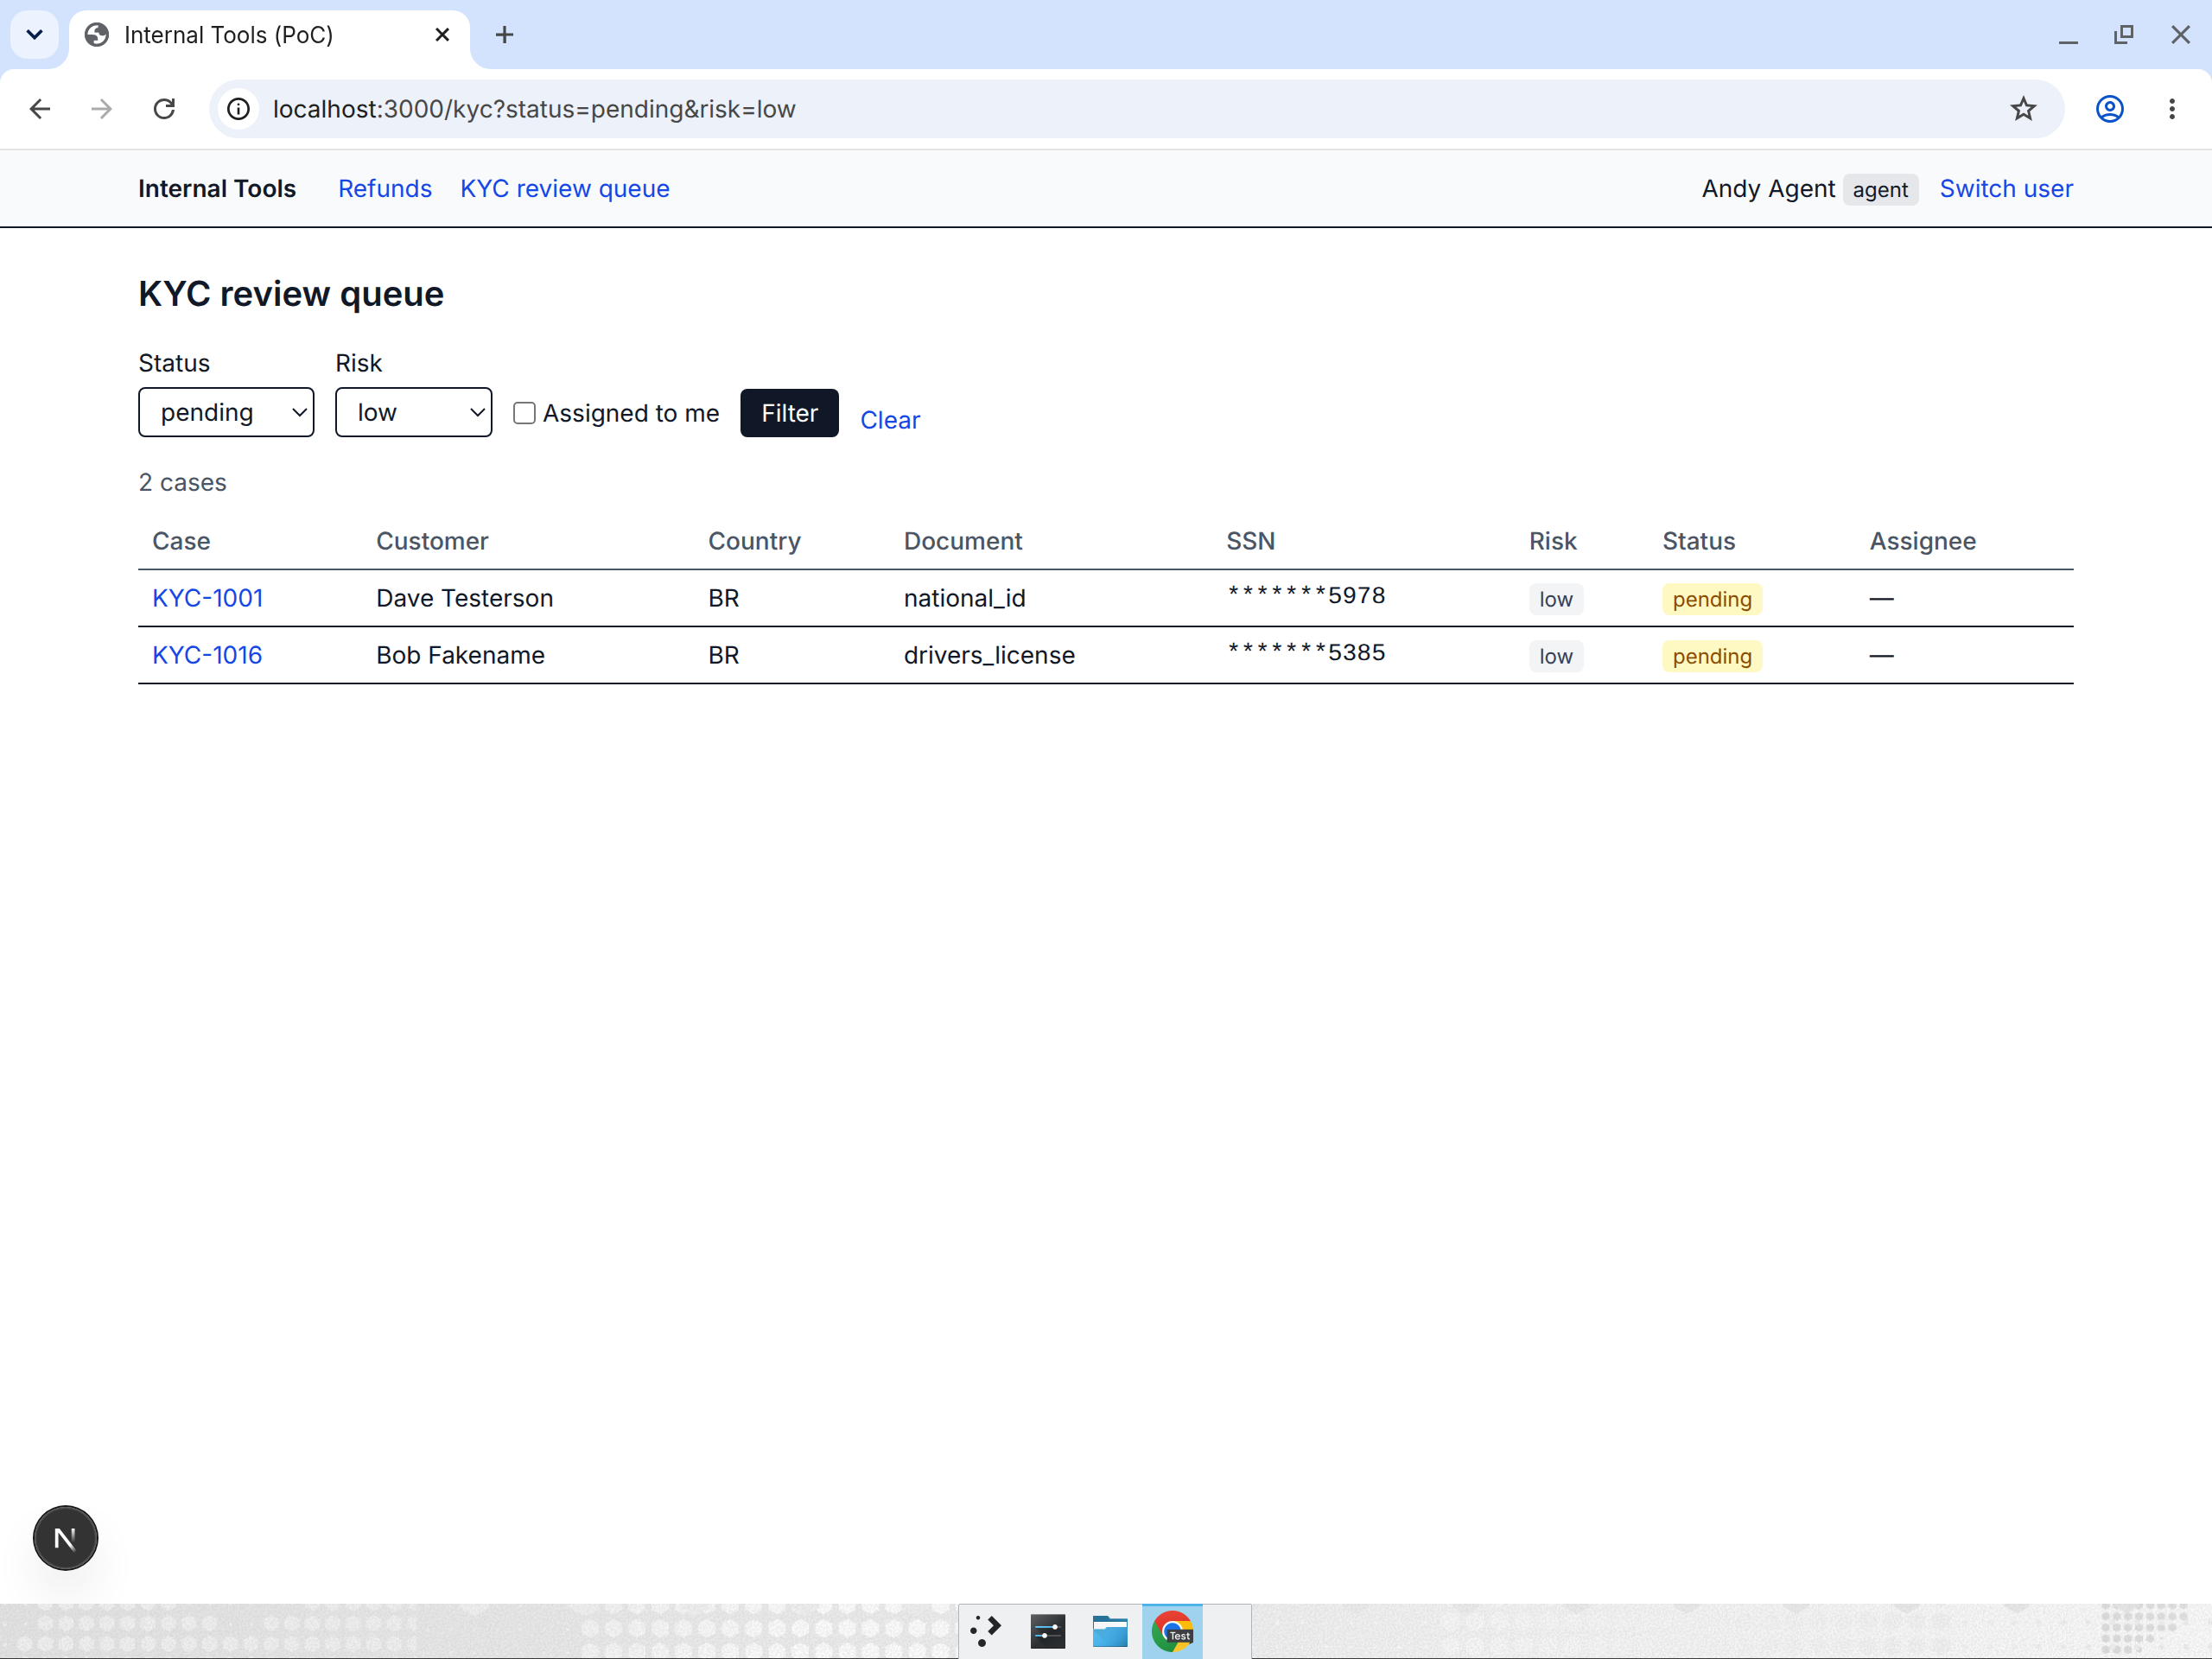 Internal Tools (PoC)
localhost:3000/kyc?status=pending&risk=low
Internal Tools Refunds KYC review queue Andy Agent agent Switch user
KYC review queue
Status Risk
pending low Assigned to me Filter Clear
2 cases
Case Customer Country Document SSN Risk Status Assignee
KYC-1001 Dave Testerson BR national_id *******5978 low pending —
KYC-1016 Bob Fakename BR drivers_license *******5385 low pending —
N
Test